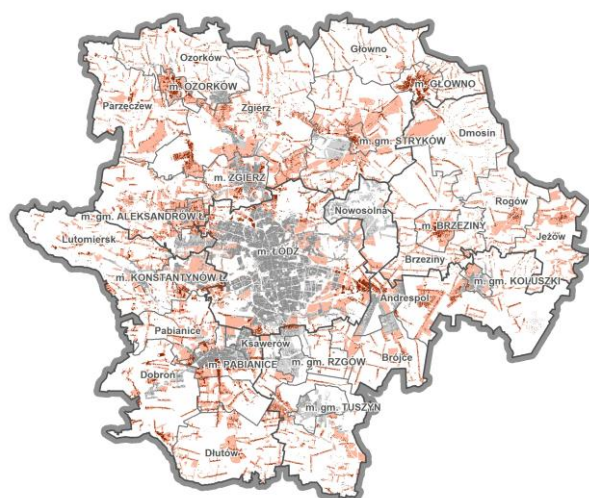 Głowno
Ozorków
m. OZORKÓW
m. GŁOWNO
Parzęczew
Zgierz
Dmosin
m. gm. STRYKÓW
m. ZGIERZ
Rogów
m. gm. ALEKSANDRÓW Ł.
Nowosolna
m. BRZEZINY
Lutomiersk
Jeżów
m. ŁÓDŹ
Brzeziny
m. KONSTANTYNÓW Ł.
m. gm. KOLUSZKI
Andrespol
Pabianice
Ksawerów
m. PABIANICE
m. gm. RZGÓW
Brójce
Dobroń
m. gm. TUSZYN
Dłutów